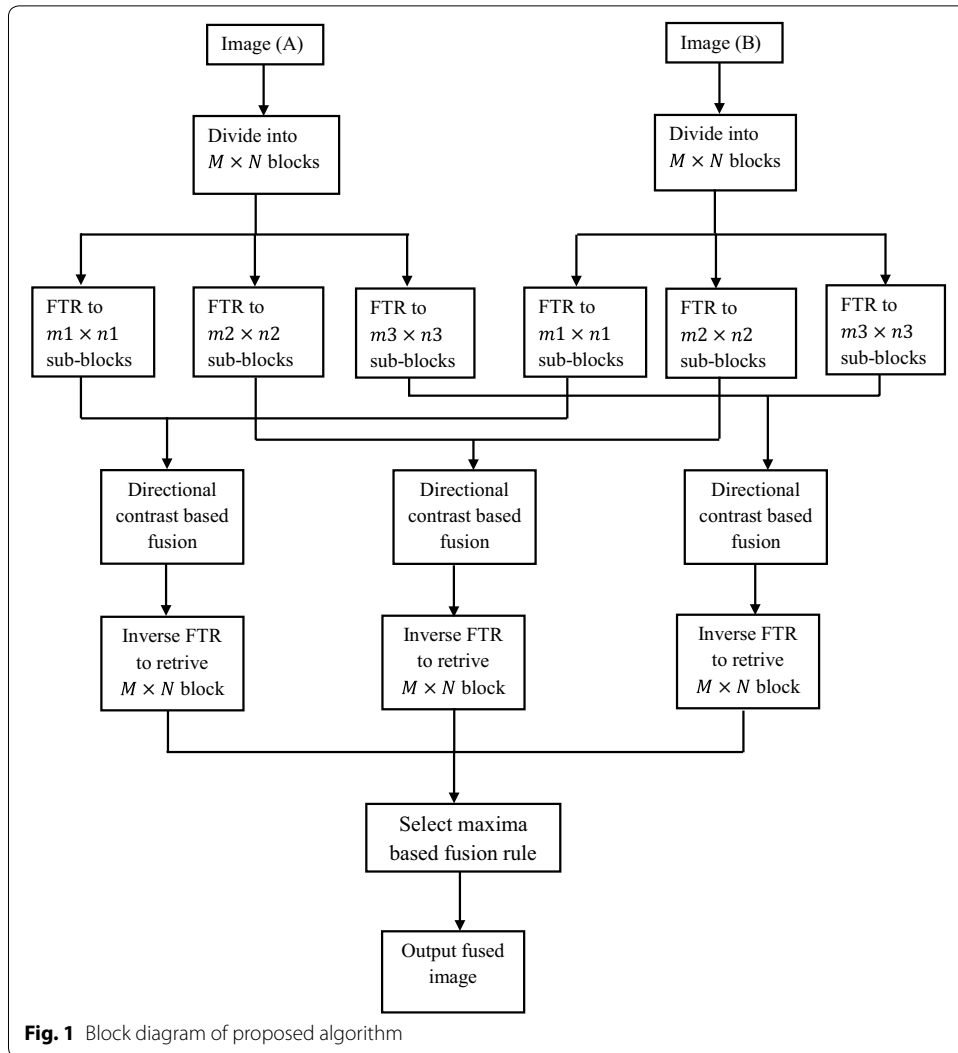 Image (A)
Image (B)
Divide into
𝑀 × 𝑁 blocks
Divide into
𝑀 × 𝑁 blocks
FTR to
𝑚1 × 𝑛1
sub-blocks
FTR to
𝑚2 × 𝑛2
sub-blocks
FTR to
𝑚3 × 𝑛3
sub-blocks
FTR to
𝑚1 × 𝑛1
sub-blocks
FTR to
𝑚2 × 𝑛2
sub-blocks
FTR to
𝑚3 × 𝑛3
sub-blocks
Directional
contrast based
fusion
Directional
contrast based
fusion
Directional
contrast based
fusion
Inverse FTR
to retrive
𝑀 × 𝑁 block
Inverse FTR
to retrive
𝑀 × 𝑁 block
Inverse FTR
to retrive
𝑀 × 𝑁 block
Select maxima
based fusion rule
Output fused
image
Fig. 1 Block diagram of proposed algorithm